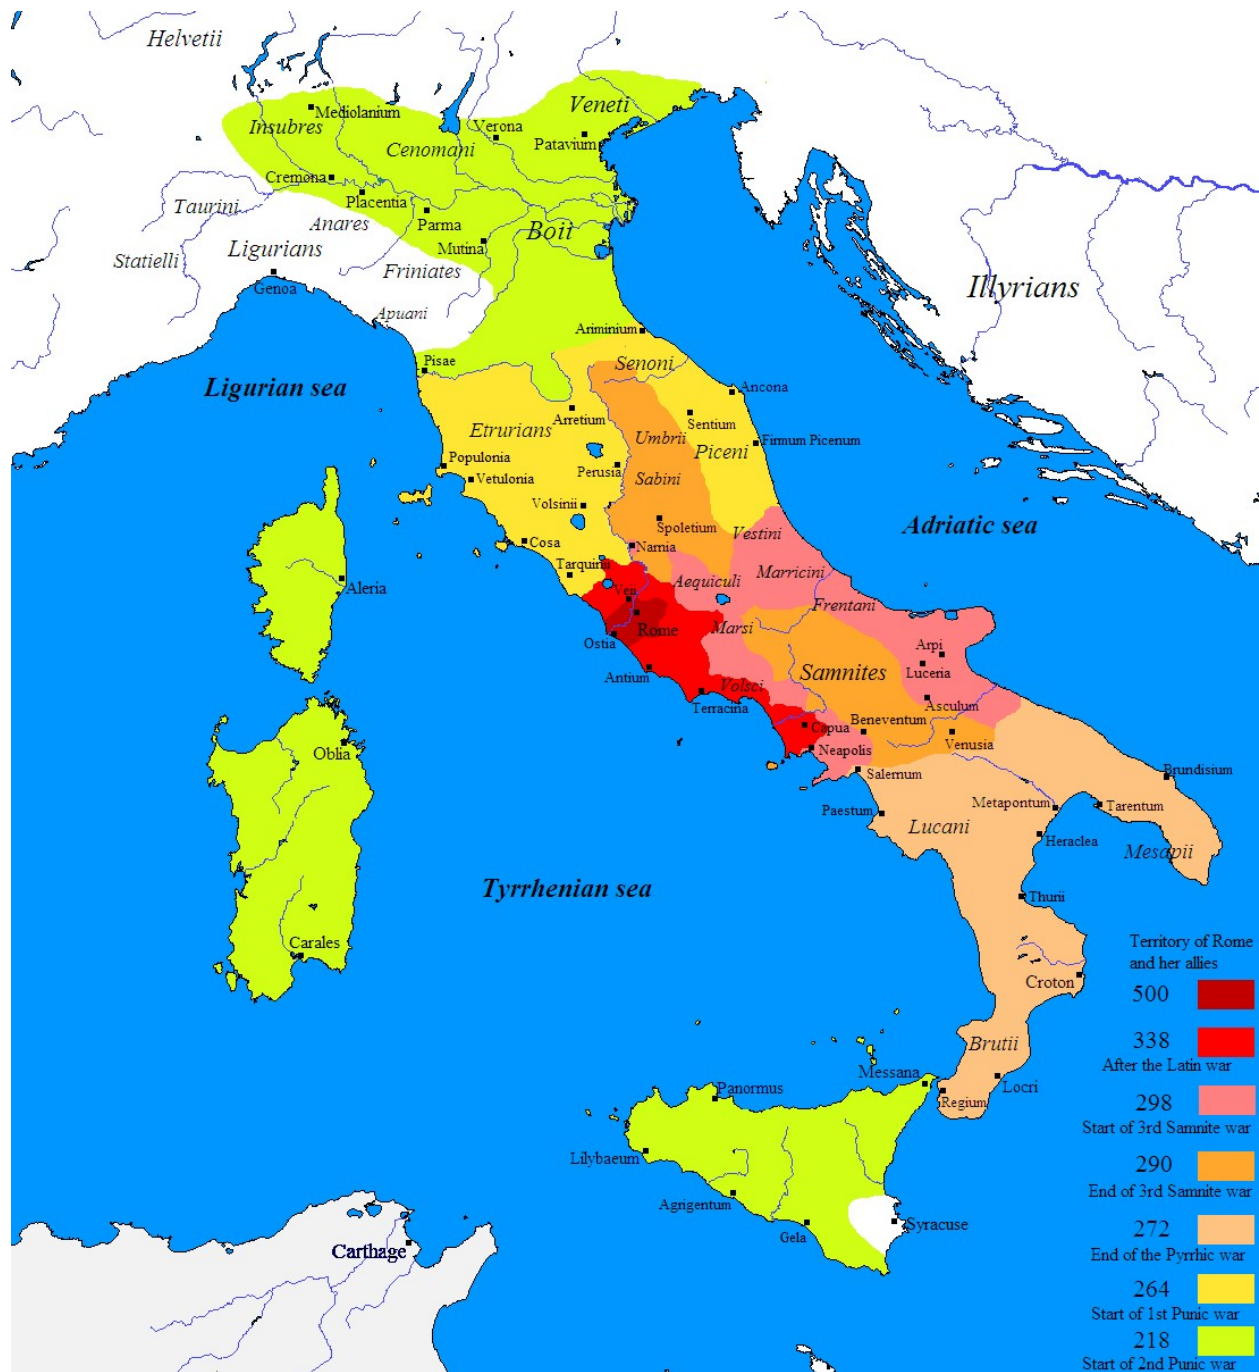 Helvetii
Mediolanium
Insubres
Veneti
Cenomani
Verona
Patavium
Cremona
Placentia
Taurini
Anares
Parma
Boii
Mutina
Ligurians
Statielli
Friniates
Genoa
Illyrians
Apuani
Ariminium
Pisae
Senoni
Ligurian sea
Ancona
Arretium
Sentium
Etrurians
Umbrii
Firmum Picenum
Piceni
Populonia
Perusia
Vetulonia
Sabini
Volsinii
Spoletium
Adriatic sea
Vestini
Cosa
Narnia
Tarquinii
Aequiculi
Marricini
Aleria
Veii
Frentani
Rome
Marsi
Ostia
Arpi
Luceria
Antium
Samnites
Volsci
Terracina
Asculum
Capua
Beneventum
Neapolis
Venusia
Oblia
Salernum
Brundisium
Paestum
Metapontum
Tarentum
Lucani
Heraclea
Mesapii
Tyrrhenian sea
Thurii
Carales
Territory of Rome
and her allies
Croton
500
338
After the Latin war
Brutii
Messana
Locri
Panormus
Regium
298
Start of 3rd Samnite war
Lilybaeum
290
End of 3rd Samnite war
Agrigentum
Gela
Syracuse
272
End of the Pyrrhic war
Carthage
264
Start of 1st Punic war
218
Start of 2nd Punic war